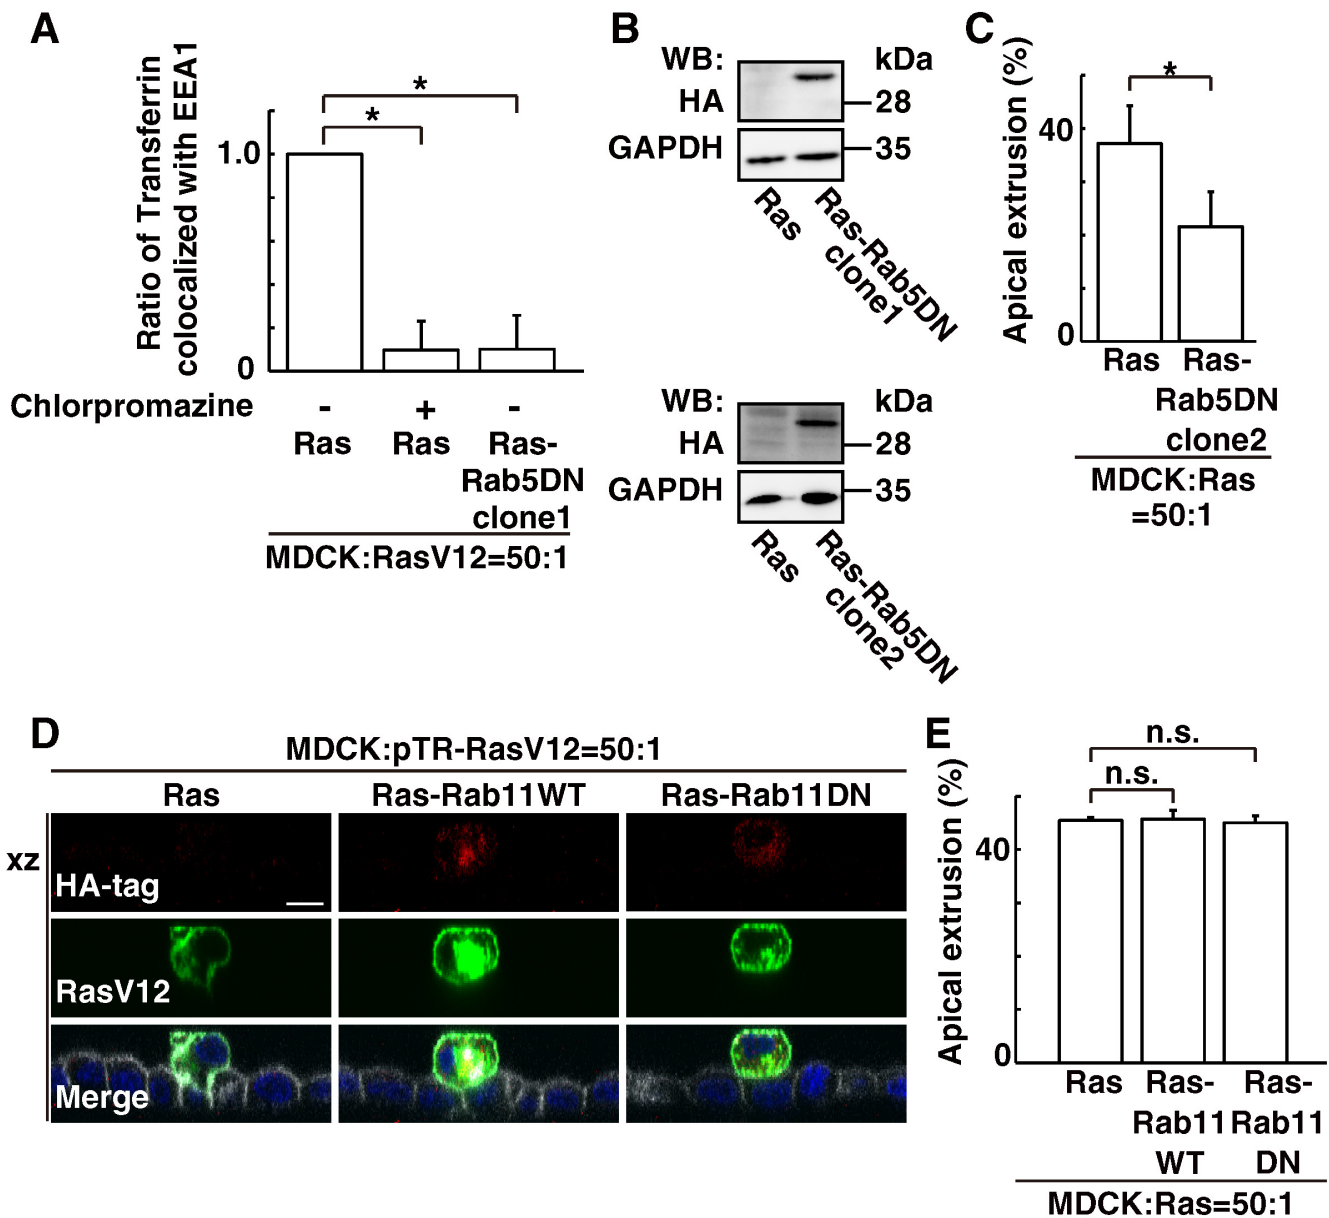 A
Ratio of Transferrin
colocalized with EEA1
1.0
0
*
*
Chlorpromazine - + -
Ras Ras Ras-
Rab5DN
clone1
MDCK:RasV12=50:1
B
WB: kDa
HA 28
GAPDH 35
Ras
Ras-Rab5DN
clone1
WB: kDa
HA 28
GAPDH 35
Ras
Ras-Rab5DN
clone2
C
Apical extrusion (%)
40
0
*
Ras Ras-
Rab5DN
clone2
MDCK:Ras
=50:1
D
MDCK:pTR-RasV12=50:1
Ras Ras-Rab11WT Ras-Rab11DN
xz
HA-tag
RasV12
Merge
E
Apical extrusion (%)
40
0
n.s.
n.s.
Ras Ras- Ras-
Rab11 Rab11
WT DN
MDCK:Ras=50:1